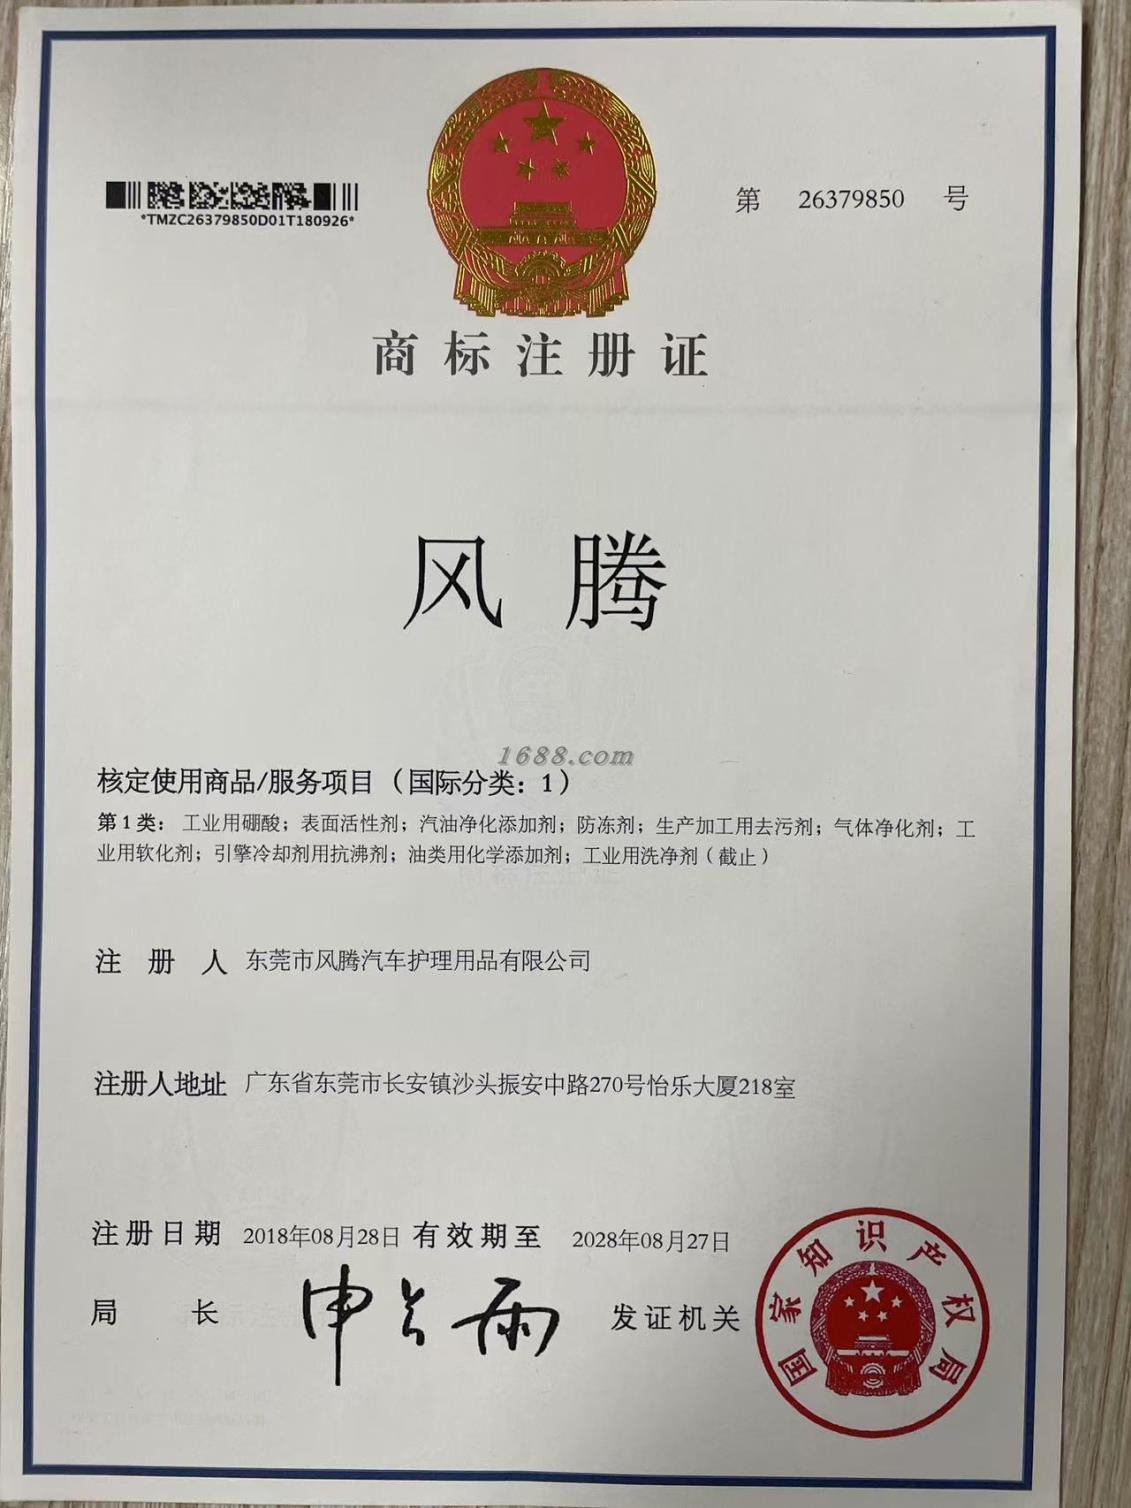 *TMZC26379850D01T180926*
第 26379850 号
商标注册证
风腾
1688.com
核定使用商品/服务项目（国际分类：1）
第1类：工业用硼酸；表面活性剂；汽油净化添加剂；防冻剂；生产加工用去污剂；气体净化剂；工
业用软化剂；引擎冷却剂用抗沸剂；油类用化学添加剂；工业用洗净剂（截止）
注册人 东莞市风腾汽车护理用品有限公司
注册人地址 广东省东莞市长安镇沙头振安中路270号怡乐大厦218室
注册日期 2018年08月28日 有效期至 2028年08月27日
局长 申长雨 发证机关
国家知识产权局